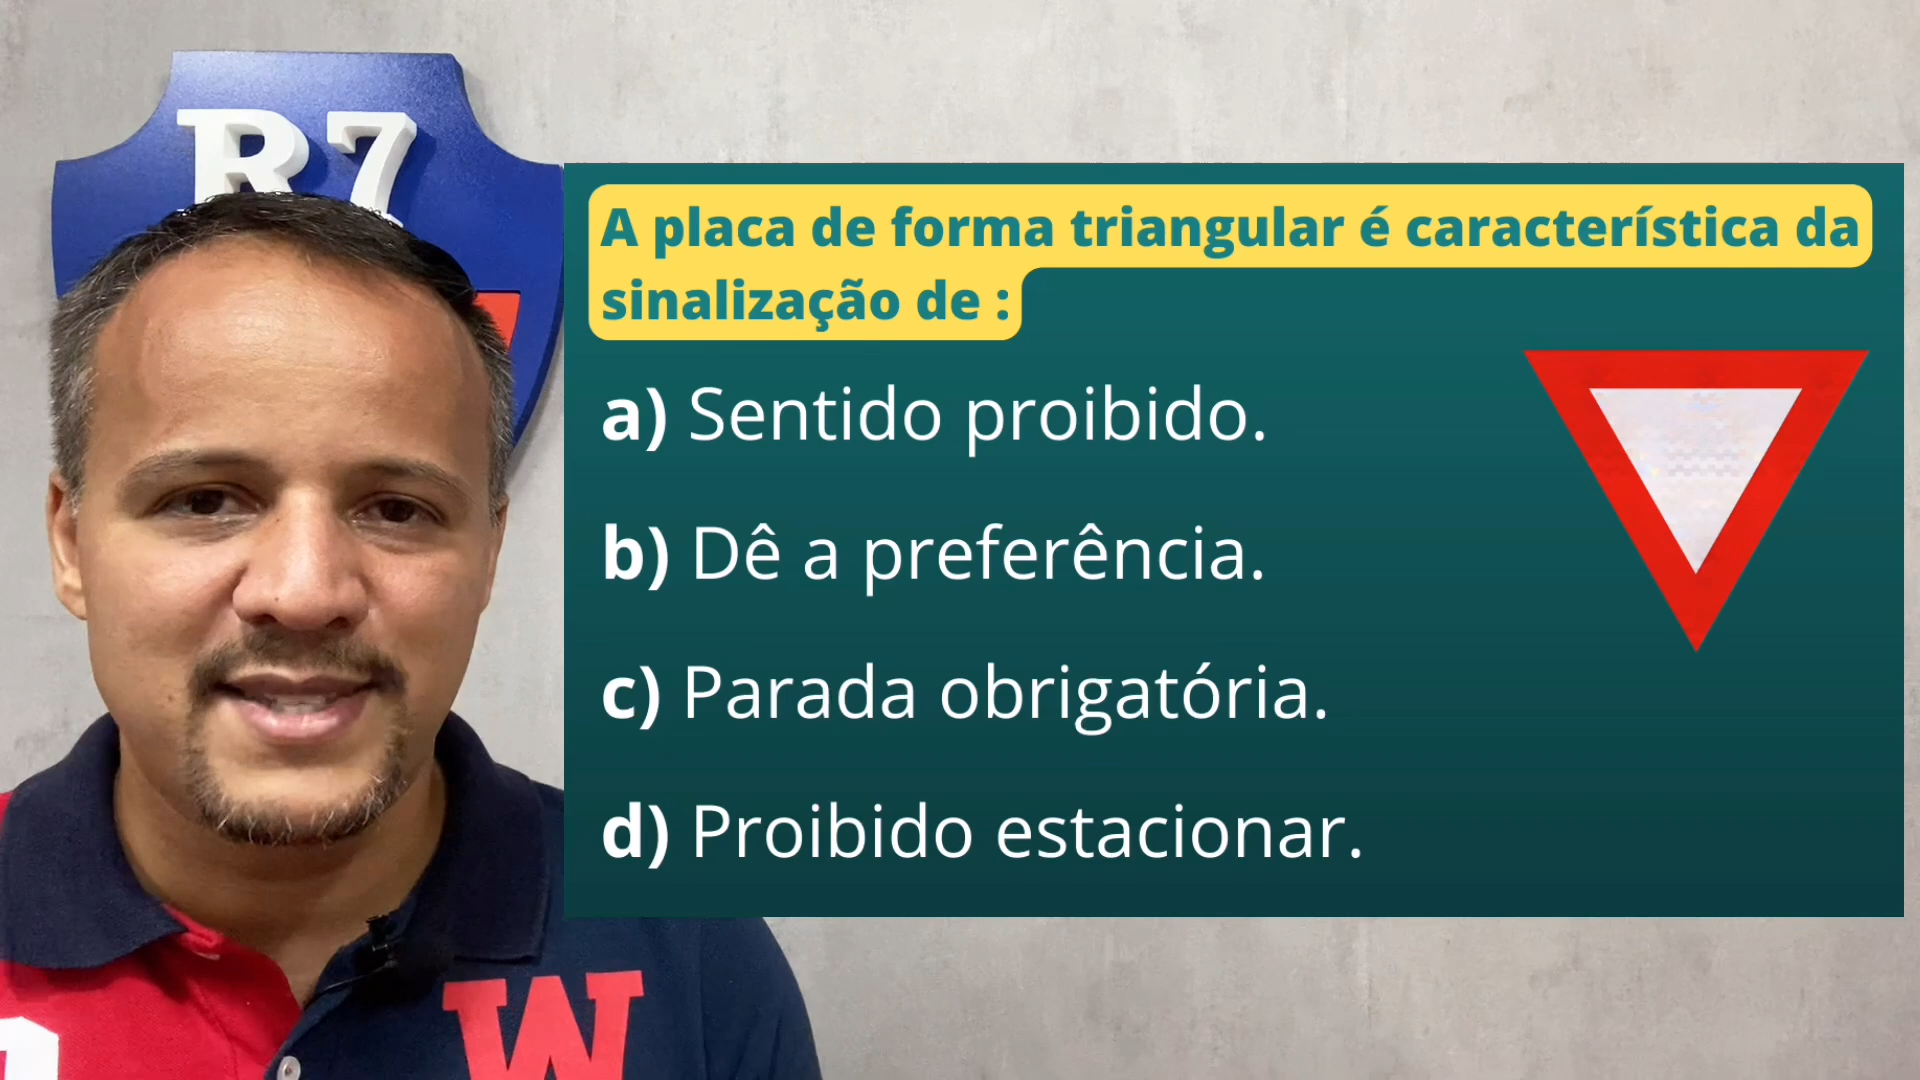 R7
A placa de forma triangular é característica da
sinalização de :
a) Sentido proibido.
b) Dê a preferência.
c) Parada obrigatória.
d) Proibido estacionar.
W